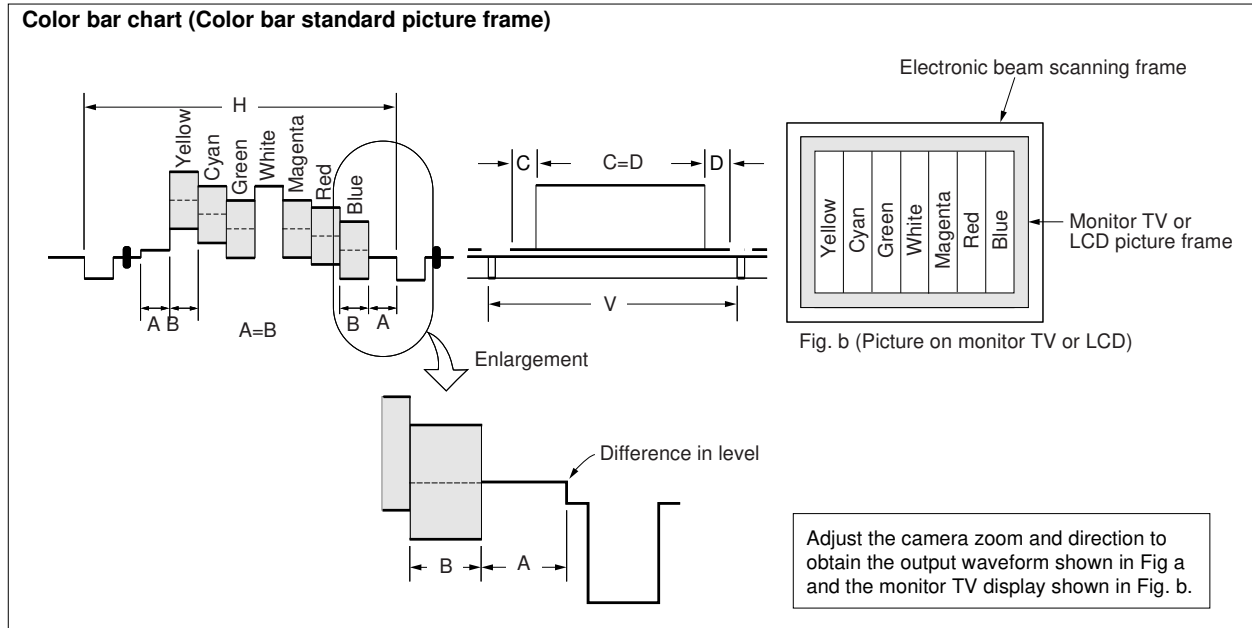 Color bar chart (Color bar standard picture frame)
H
Yellow
Cyan
Green
White
Magenta
Red
Blue
A B
A=B
B
A
C
C=D
D
V
Electronic beam scanning frame
Yellow
Cyan
Green
White
Magenta
Red
Blue
Monitor TV or
LCD picture frame
Fig. b (Picture on monitor TV or LCD)
Enlargement
Difference in level
B
A
Adjust the camera zoom and direction to
obtain the output waveform shown in Fig a
and the monitor TV display shown in Fig. b.